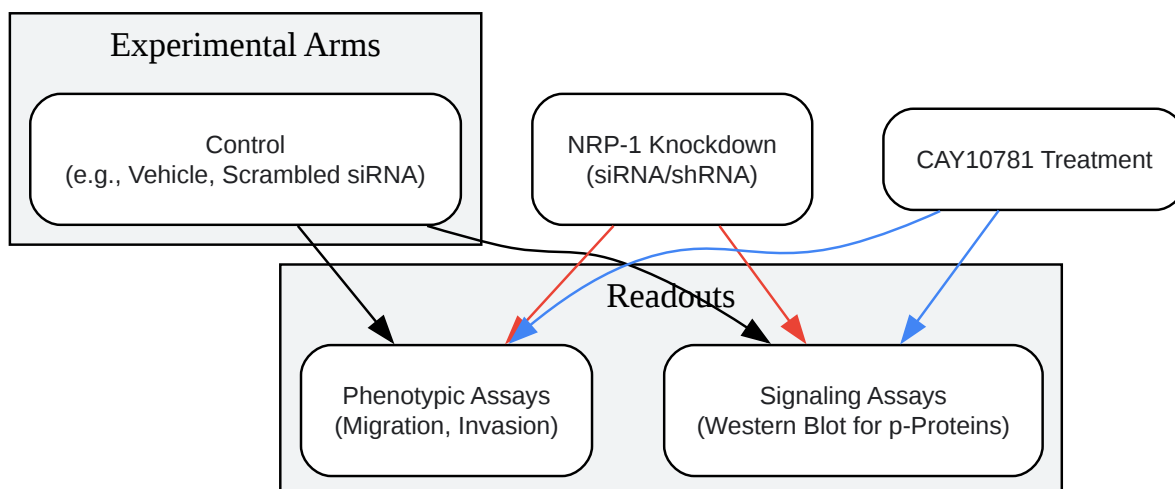 Experimental Arms
Control
(e.g., Vehicle, Scrambled siRNA)
NRP-1 Knockdown
(siRNA/shRNA)
CAY10781 Treatment
Readouts
Phenotypic Assays
(Migration, Invasion)
Signaling Assays
(Western Blot for p-Proteins)